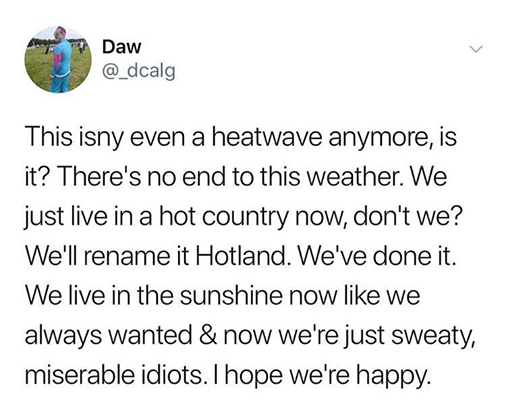 Daw
@_dcalg
This isny even a heatwave anymore, is
it? There's no end to this weather. We
just live in a hot country now, don't we?
We'll rename it Hotland. We've done it.
We live in the sunshine now like we
always wanted & now we're just sweaty,
miserable idiots. I hope we're happy.